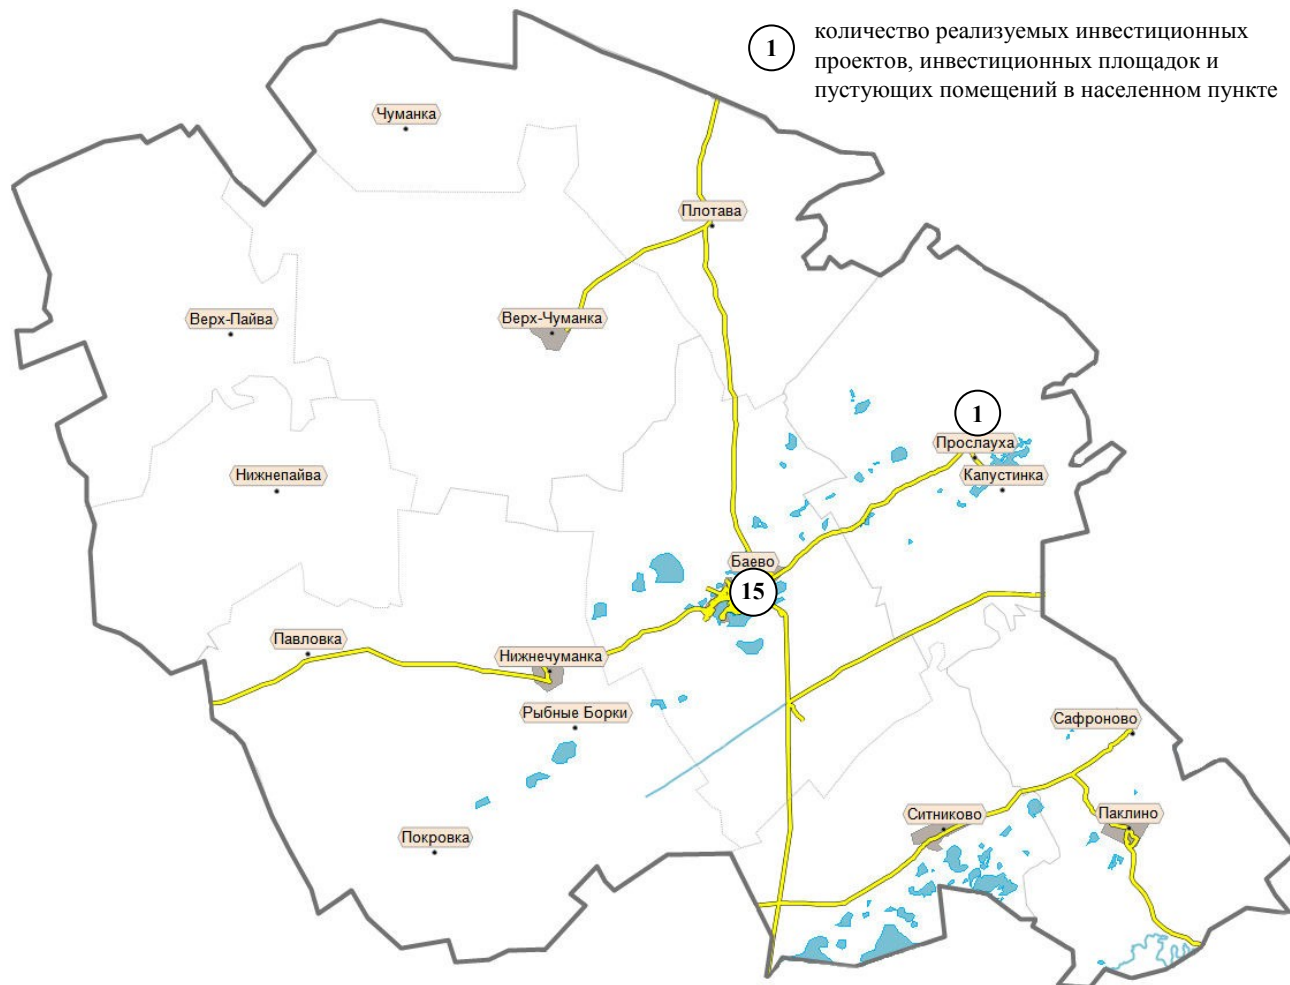 1
количество реализуемых инвестиционных
проектов, инвестиционных площадок и
пустующих помещений в населенном пункте
Чуманка
Плотава
Верх-Пайва
Верх-Чуманка
1
Прослауха
Нижнепайва
Капустинка
Баево
15
Павловка
Нижнечуманка
Рыбные Борки
Сафроново
Ситниково
Паклино
Покровка